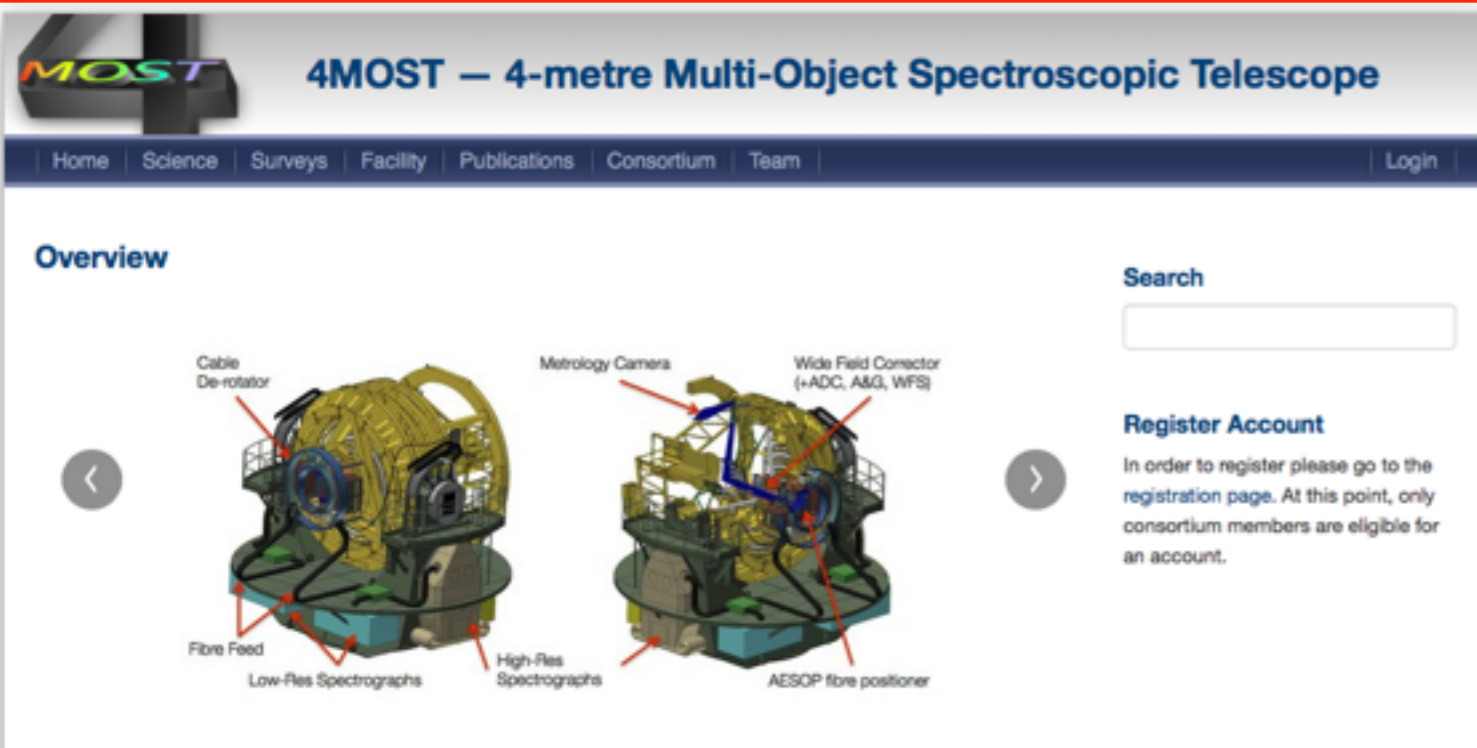 4
MOST
4MOST — 4-metre Multi-Object Spectroscopic Telescope
Home Science Surveys Facility Publications Consortium Team Login
Overview
Cable
De-rotator
Metrology Camera
Wide Field Corrector
(+ADC, A&G, WFS)
Fibre Feed
Low-Res Spectrographs
High-Res
Spectrographs
AESOP fibre positioner
Search
Register Account
In order to register please go to the
registration page. At this point, only
consortium members are eligible for
an account.